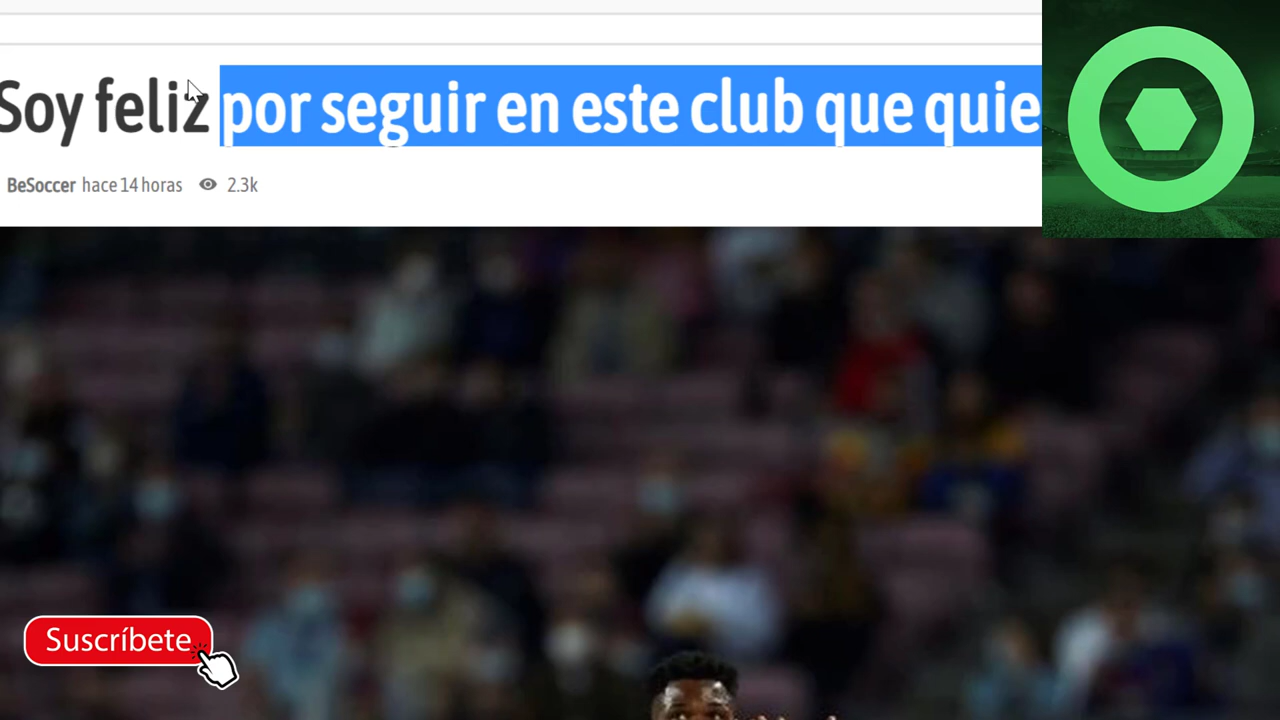 Soy feliz por seguir en este club que quie
BeSoccer hace 14 horas 2.3k
Suscríbete